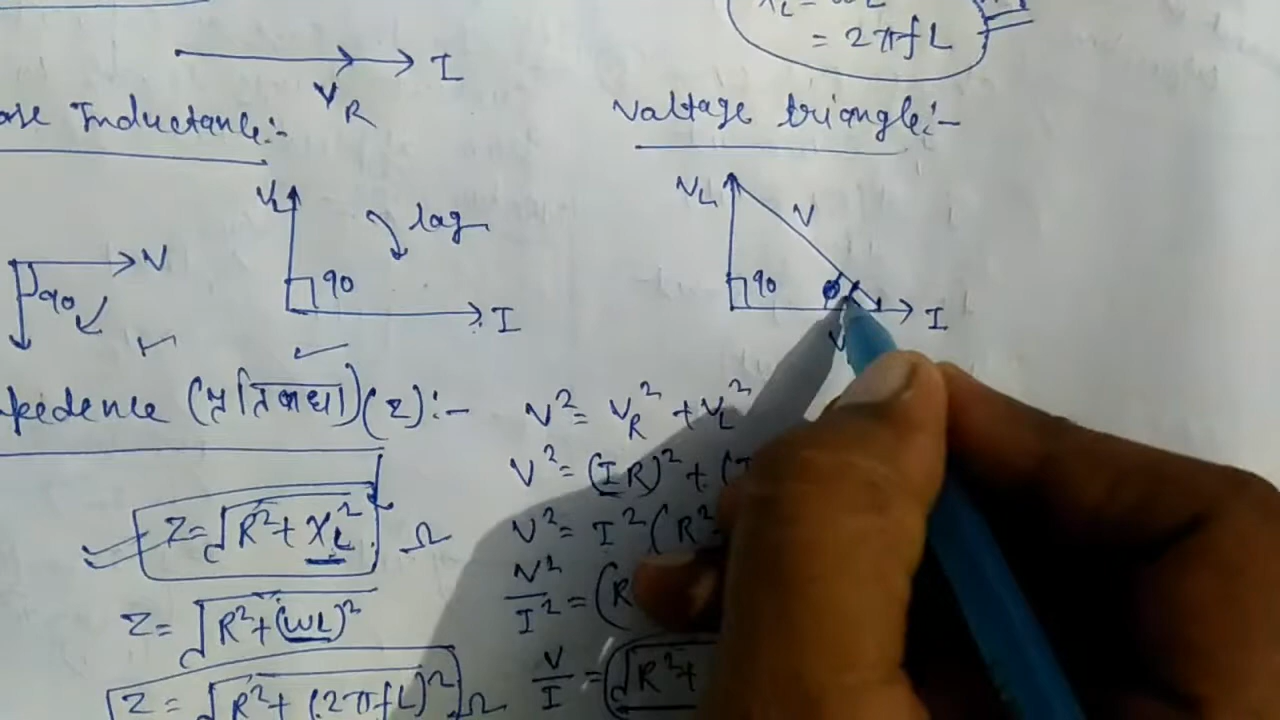 = 2πfL
I
V_R
Inductance:-
Voltage triangle:-
V_L
lag
90
I
V
90
V_L
V
90
ϕ
I
(प्रतिबाधा) (Z):-
V² = V_R² + V_L²
V² = (IR)² +
Z = √R² + X_L² Ω
V² = I² (R²
V²/I² = (R
Z = √R² + (ωL)²
V/I = √R² +
Z = √R² + (2πfL)² Ω